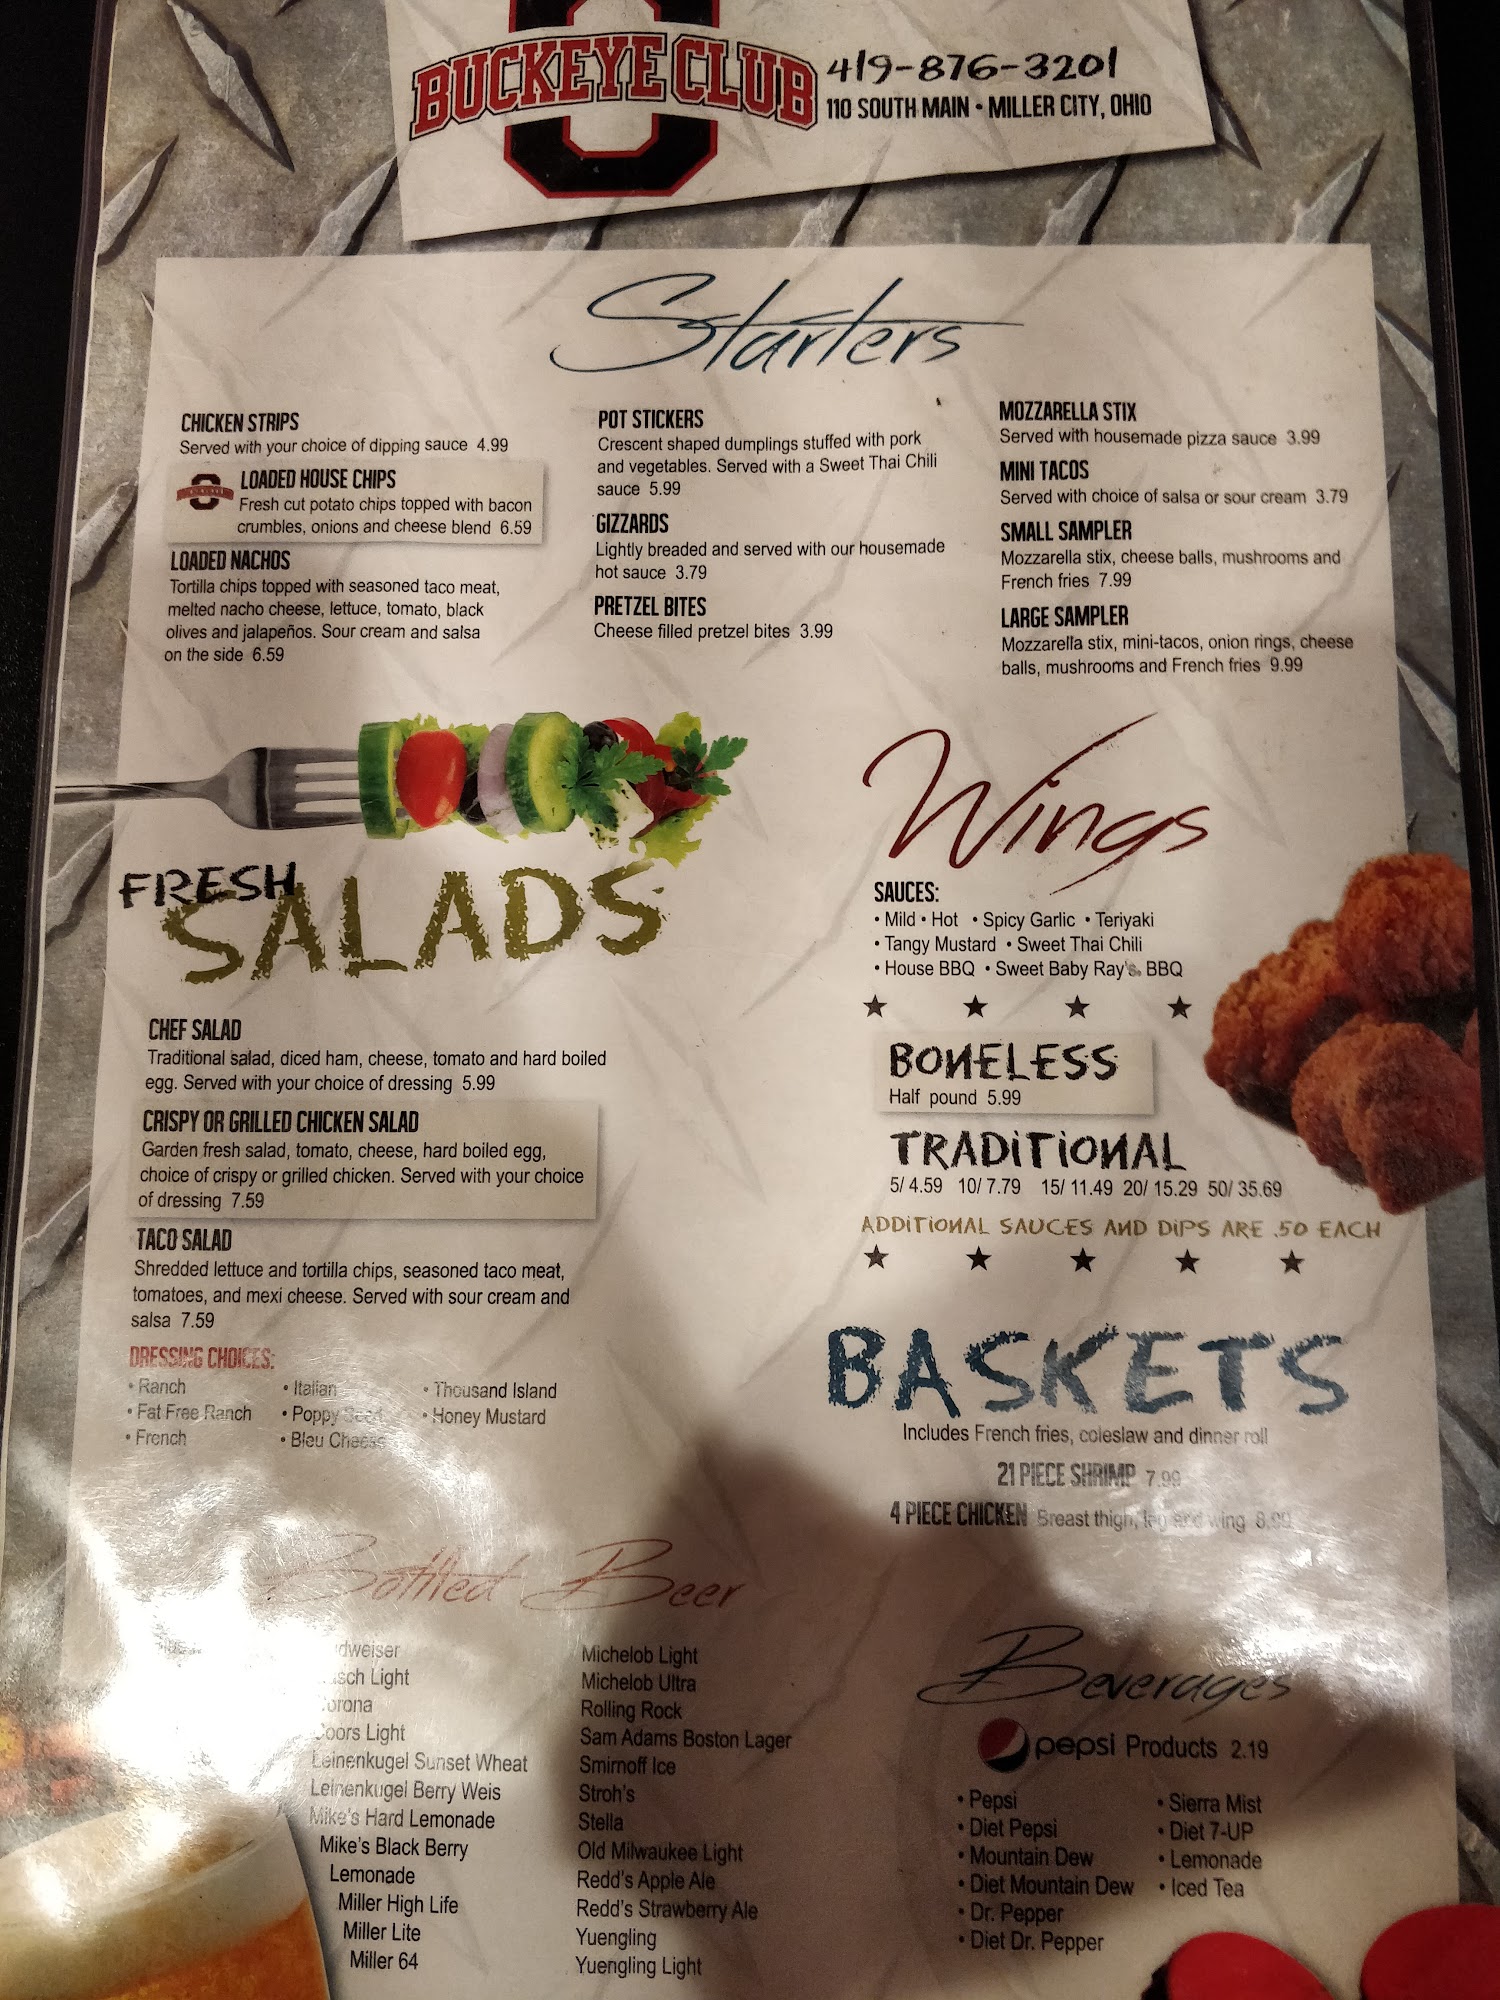 BUCKEYE CLUB
419-876-3201
110 SOUTH MAIN • MILLER CITY, OHIO
Starters
CHICKEN STRIPS
Served with your choice of dipping sauce 4.99
LOADED HOUSE CHIPS
Fresh cut potato chips topped with bacon
crumbles, onions and cheese blend 6.59
LOADED NACHOS
Tortilla chips topped with seasoned taco meat,
melted nacho cheese, lettuce, tomato, black
olives and jalapeños. Sour cream and salsa
on the side 6.59
POT STICKERS
Crescent shaped dumplings stuffed with pork
and vegetables. Served with a Sweet Thai Chili
sauce 5.99
GIZZARDS
Lightly breaded and served with our housemade
hot sauce 3.79
PRETZEL BITES
Cheese filled pretzel bites 3.99
MOZZARELLA STIX
Served with housemade pizza sauce 3.99
MINI TACOS
Served with choice of salsa or sour cream 3.79
SMALL SAMPLER
Mozzarella stix, cheese balls, mushrooms and
French fries 7.99
LARGE SAMPLER
Mozzarella stix, mini-tacos, onion rings, cheese
balls, mushrooms and French fries 9.99
FRESH
SALADS
CHEF SALAD
Traditional salad, diced ham, cheese, tomato and hard boiled
egg. Served with your choice of dressing 5.99
CRISPY OR GRILLED CHICKEN SALAD
Garden fresh salad, tomato, cheese, hard boiled egg,
choice of crispy or grilled chicken. Served with your choice
of dressing 7.59
TACO SALAD
Shredded lettuce and tortilla chips, seasoned taco meat,
tomatoes, and mexi cheese. Served with sour cream and
salsa 7.59
DRESSING CHOICES:
• Ranch
• Fat Free Ranch
• French
• Italian
• Poppy Seed
• Bleu Cheese
• Thousand Island
• Honey Mustard
Wings
SAUCES:
• Mild • Hot • Spicy Garlic • Teriyaki
• Tangy Mustard • Sweet Thai Chili
• House BBQ • Sweet Baby Ray's BBQ
BONELESS
Half pound 5.99
TRADITIONAL
5/ 4.59 10/ 7.79 15/ 11.49 20/ 15.29 50/ 35.69
ADDITIONAL SAUCES AND DIPS ARE .50 EACH
BASKETS
Includes French fries, coleslaw and dinner roll
21 PIECE SHRIMP 7.99
4 PIECE CHICKEN Breast thigh, leg and wing 8.99
Bottled Beer
Light
Coors Light
Leinenkugel Sunset Wheat
Leinenkugel Berry Weis
Mike's Hard Lemonade
Mike's Black Berry
Lemonade
Miller High Life
Miller Lite
Miller 64
Michelob Light
Michelob Ultra
Rolling Rock
Sam Adams Boston Lager
Smirnoff Ice
Stroh's
Stella
Old Milwaukee Light
Redd's Apple Ale
Redd's Strawberry Ale
Yuengling
Yuengling Light
Beverages
pepsi Products 2.19
• Pepsi
• Diet Pepsi
• Mountain Dew
• Diet Mountain Dew
• Dr. Pepper
• Diet Dr. Pepper
• Sierra Mist
• Diet 7-UP
• Lemonade
• Iced Tea